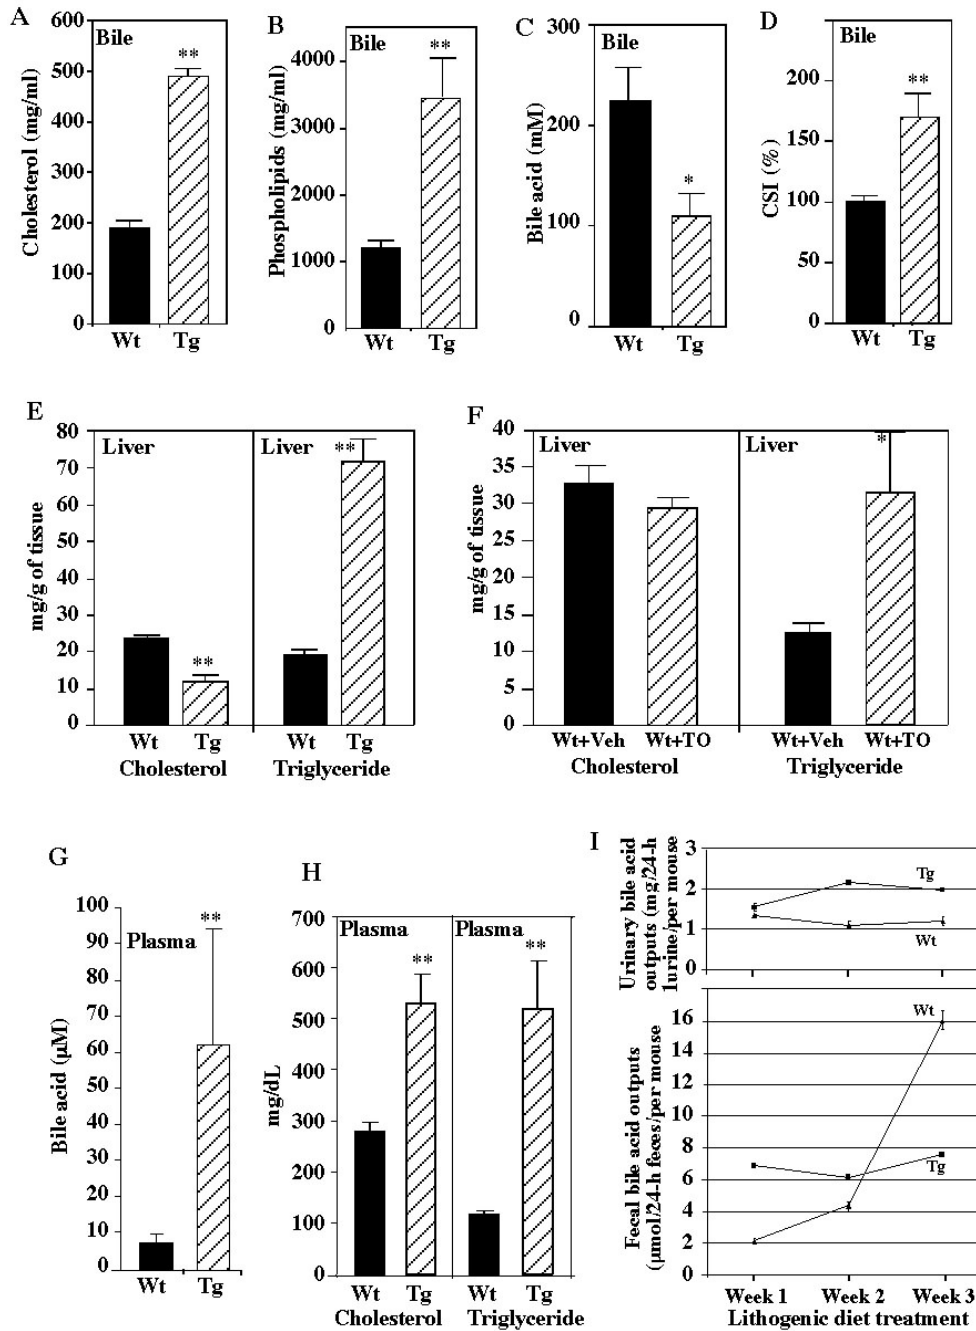 A
Cholesterol (mg/ml)
600
500
400
300
200
100
0
Bile
**
Wt Tg
B
Phospholipids (mg/ml)
4000
3000
2000
1000
0
Bile
**
Wt Tg
C
Bile acid (mM)
300
200
100
0
Bile
*
Wt Tg
D
CSI (%)
200
150
100
50
0
Bile
**
Wt Tg
E
mg/g of tissue
80
70
60
50
40
30
20
10
0
Liver Liver
** **
Wt Tg Wt Tg
Cholesterol Triglyceride
F
mg/g of tissue
40
35
30
25
20
15
10
5
0
Liver Liver
*
Wt+Veh Wt+TO Wt+Veh Wt+TO
Cholesterol Triglyceride
G
Bile acid (µM)
100
90
80
70
60
50
40
30
20
10
0
Plasma
**
Wt Tg
H
mg/dL
700
600
500
400
300
200
100
0
Plasma Plasma
** **
Wt Tg Wt Tg
Cholesterol Triglyceride
I
Urinary bile acid
outputs (mg/24-h
1urine/per mouse
3
2
1
0
Tg
Wt
Fecal bile acid outputs
(µmol/24-h feces/per mouse
16
14
12
10
8
6
4
2
0
Wt
Tg
Week 1 Week 2 Week 3
Lithogenic diet treatment